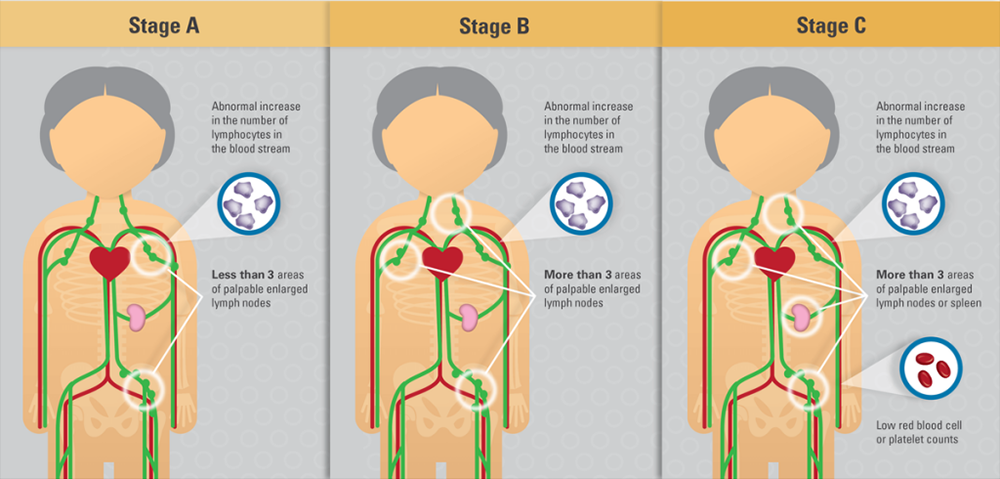 Stage A
Abnormal increase
in the number of
lymphocytes in
the blood stream
Less than 3 areas
of palpable enlarged
lymph nodes
Stage B
Abnormal increase
in the number of
lymphocytes in
the blood stream
More than 3 areas
of palpable enlarged
lymph nodes
Stage C
Abnormal increase
in the number of
lymphocytes in
the blood stream
More than 3 areas
of palpable enlarged
lymph nodes or spleen
Low red blood cell
or platelet counts